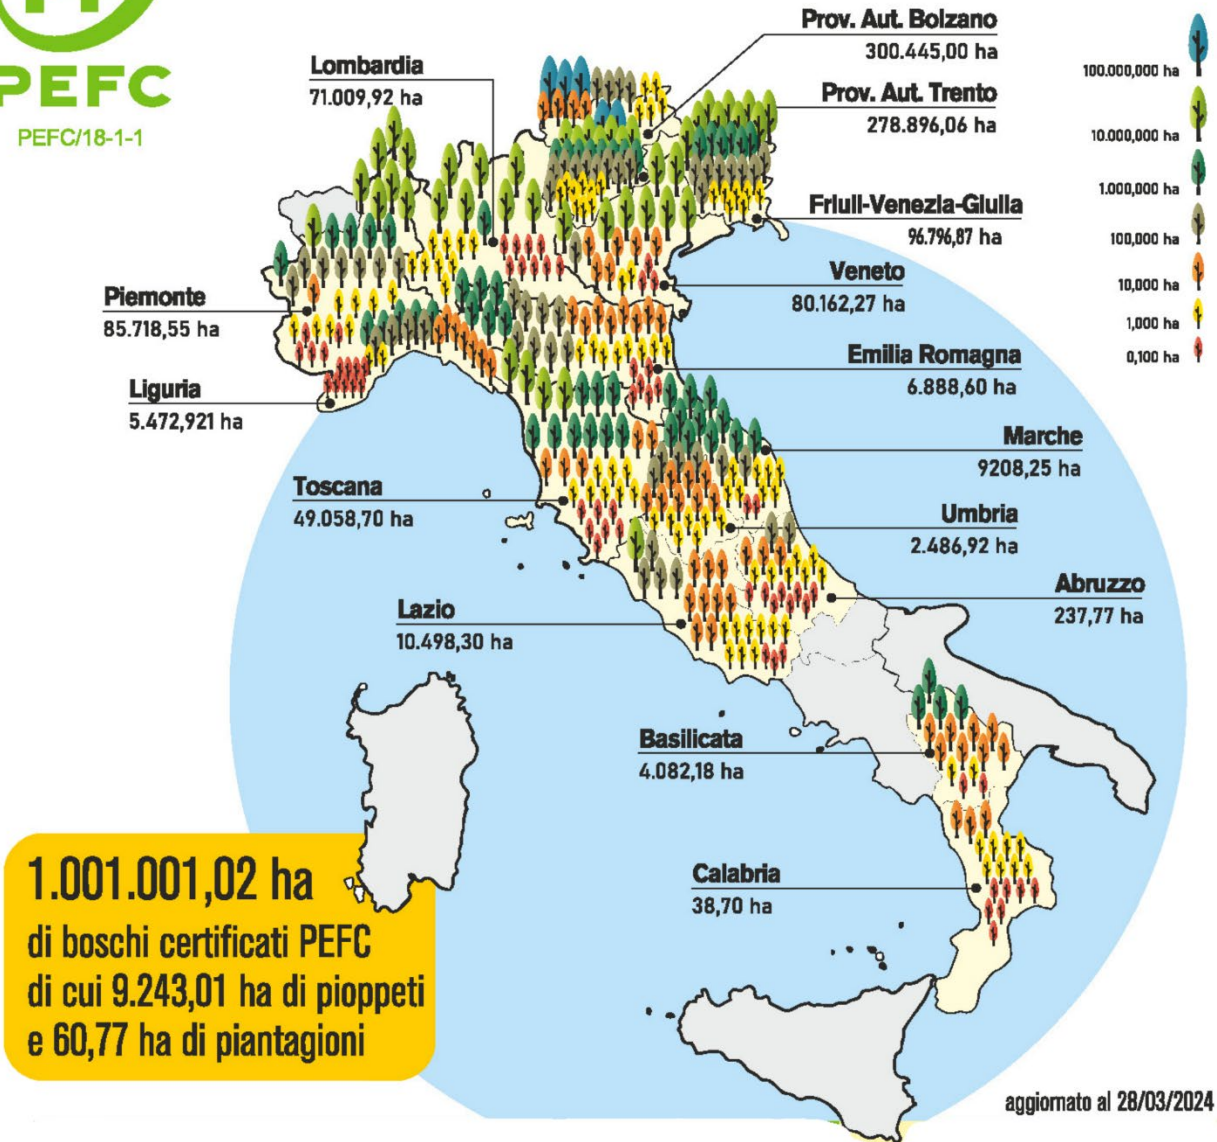 PEFC
PEFC/18-1-1
Lombardia
71.009,92 ha
Prov. Aut. Bolzano
300.445,00 ha
Prov. Aut. Trento
278.896,06 ha
Friuli-Venezia-Giulia
96.796,87 ha
Veneto
80.162,27 ha
Piemonte
85.718,55 ha
Emilia Romagna
6.888,60 ha
Liguria
5.472,921 ha
Marche
9208,25 ha
Toscana
49.058,70 ha
Umbria
2.486,92 ha
Abruzzo
237,77 ha
Lazio
10.498,30 ha
Basilicata
4.082,18 ha
Calabria
38,70 ha
100.000,000 ha
10.000,000 ha
1.000,000 ha
100,000 ha
10,000 ha
1,000 ha
0,100 ha
1.001.001,02 ha
di boschi certificati PEFC
di cui 9.243,01 ha di pioppeti
e 60,77 ha di piantagioni
aggiornato al 28/03/2024